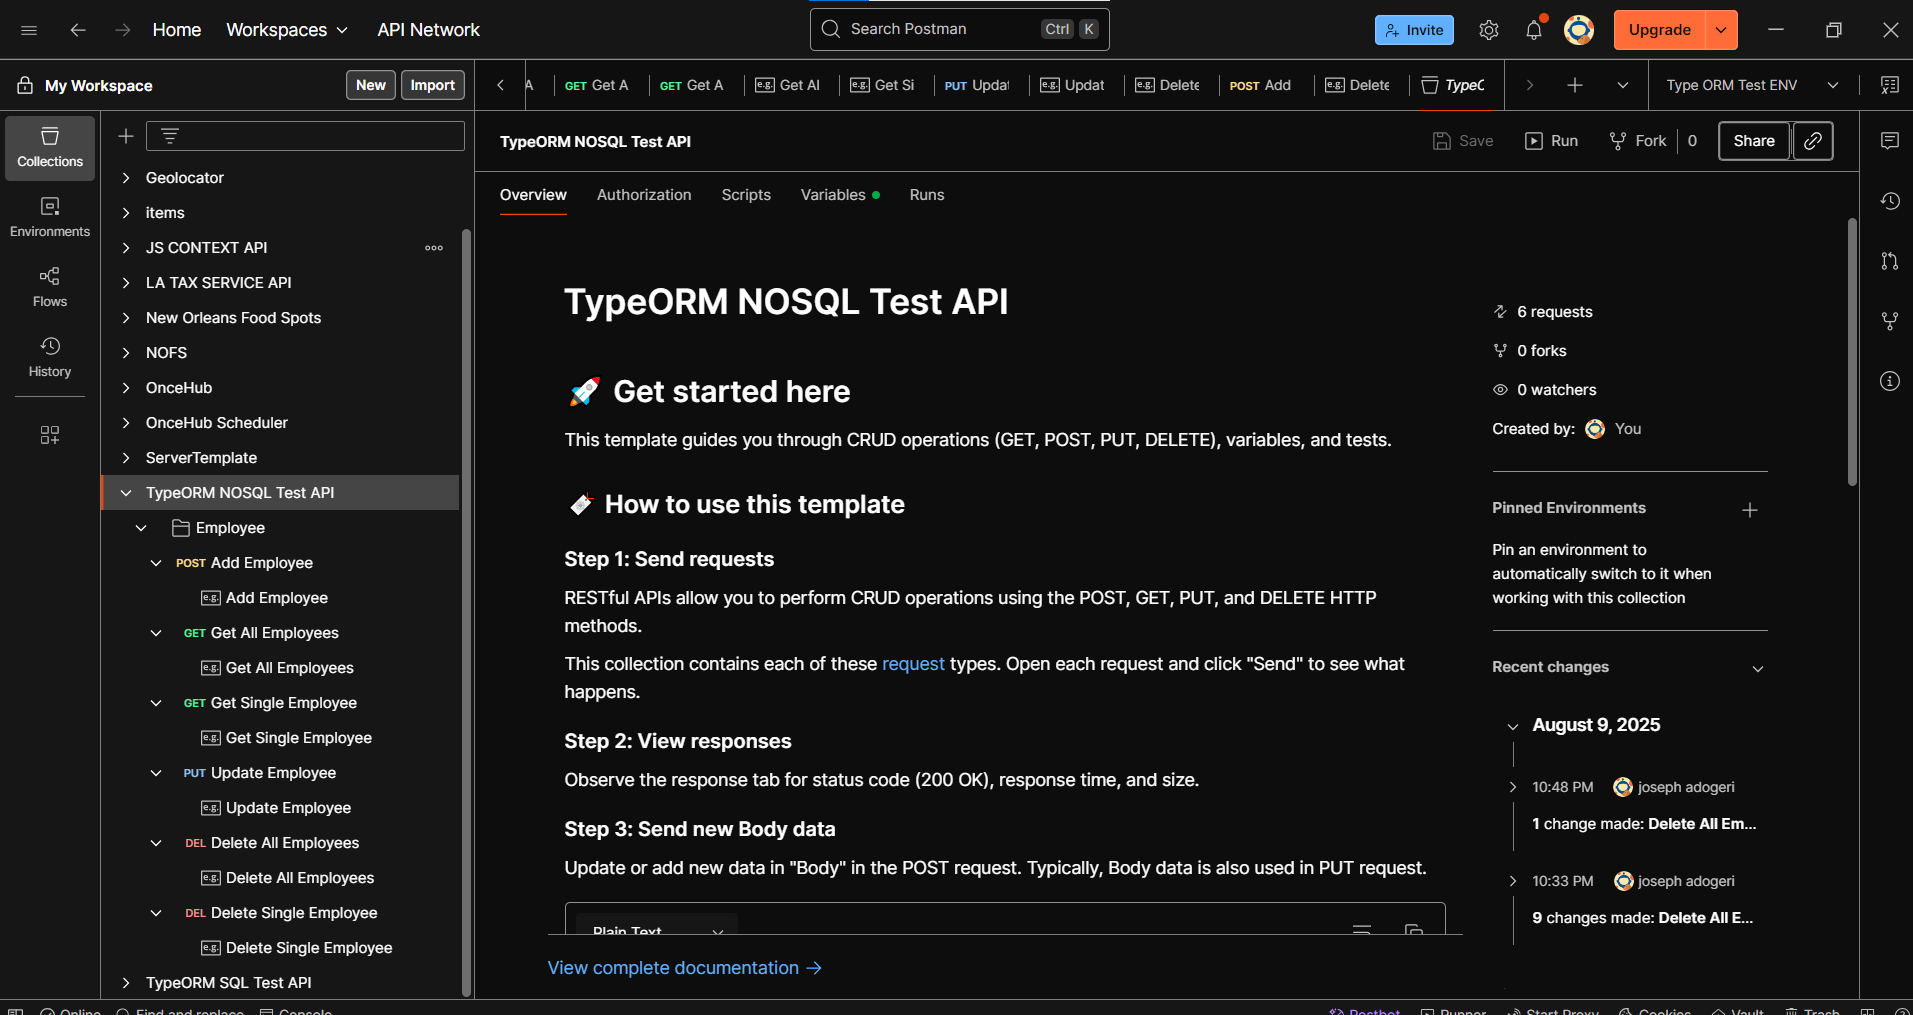 Home
Workspaces
API Network
Search Postman
Ctrl
K
Invite
Upgrade
My Workspace
New
Import
A
GET Get A
GET Get A
e.g. Get Al
e.g. Get Si
PUT Updat
e.g. Updat
e.g. Delete
POST Add
e.g. Delete
TypeC
Type ORM Test ENV
TypeORM NOSQL Test API
Save
Run
Fork
0
Share
Collections
Environments
Flows
History
Geolocator
items
JS CONTEXT API
LA TAX SERVICE API
New Orleans Food Spots
NOFS
OnceHub
OnceHub Scheduler
ServerTemplate
TypeORM NOSQL Test API
Employee
POST Add Employee
e.g. Add Employee
GET Get All Employees
e.g. Get All Employees
GET Get Single Employee
e.g. Get Single Employee
PUT Update Employee
e.g. Update Employee
DEL Delete All Employees
e.g. Delete All Employees
DEL Delete Single Employee
e.g. Delete Single Employee
TypeORM SQL Test API
Overview
Authorization
Scripts
Variables
Runs
TypeORM NOSQL Test API
🚀 Get started here
This template guides you through CRUD operations (GET, POST, PUT, DELETE), variables, and tests.
How to use this template
Step 1: Send requests
RESTful APIs allow you to perform CRUD operations using the POST, GET, PUT, and DELETE HTTP
methods.
This collection contains each of these request types. Open each request and click "Send" to see what
happens.
Step 2: View responses
Observe the response tab for status code (200 OK), response time, and size.
Step 3: Send new Body data
Update or add new data in "Body" in the POST request. Typically, Body data is also used in PUT request.
Plain Text
View complete documentation →
6 requests
0 forks
0 watchers
Created by:
You
Pinned Environments
Pin an environment to
automatically switch to it when
working with this collection
Recent changes
August 9, 2025
10:48 PM
joseph adogeri
1 change made: Delete All Em...
10:33 PM
joseph adogeri
9 changes made: Delete All E...
Online
Find and replace
Console
Postbot
Runner
Start Proxy
Cookies
Vault
Trash